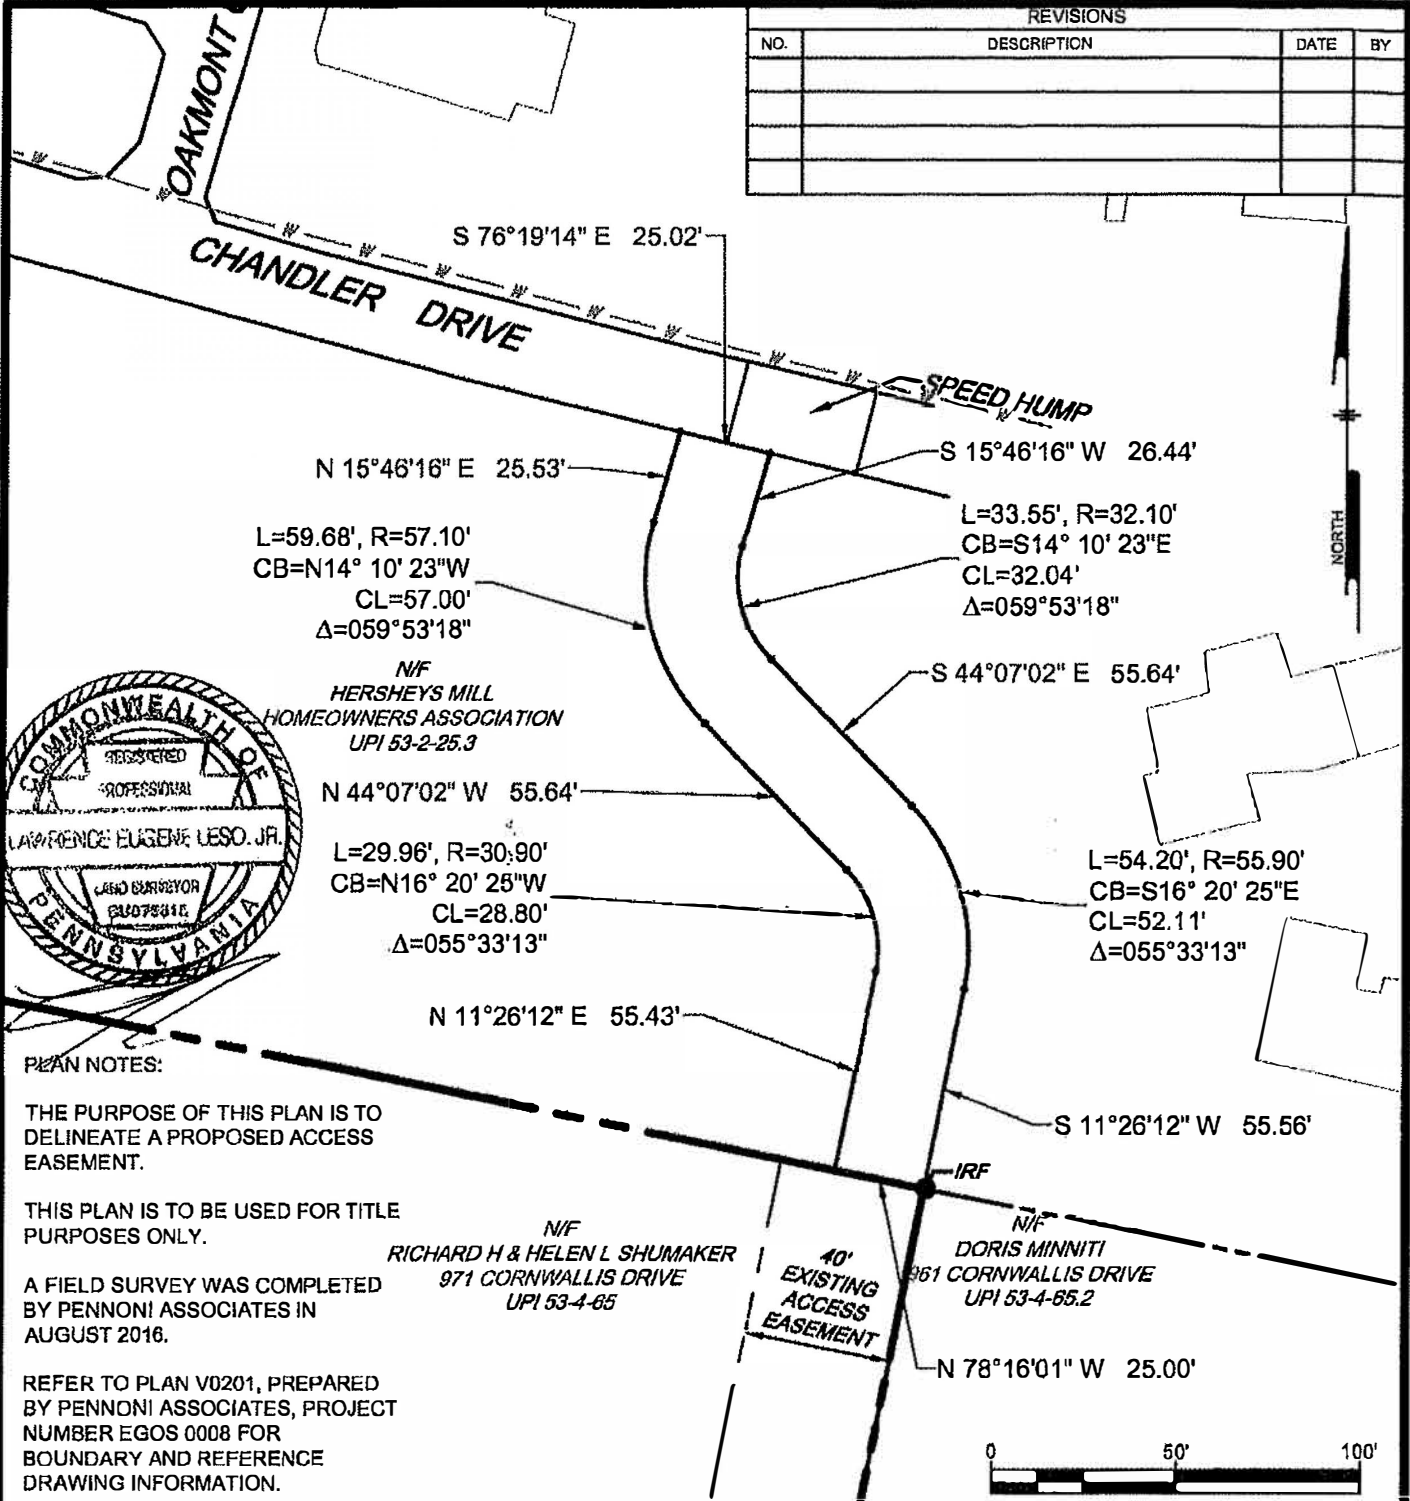 REVISIONS
NO. DESCRIPTION DATE BY
OAKMONT
CHANDLER DRIVE
S 76°19'14" E 25.02'
SPEED HUMP
N 15°46'16" E 25.53'
S 15°46'16" W 26.44'
L=59.68', R=57.10'
CB=N14° 10' 23"W
CL=57.00'
Δ=059°53'18"
L=33.55', R=32.10'
CB=S14° 10' 23"E
CL=32.04'
Δ=059°53'18"
NORTH
N/F
HERSHEYS MILL
HOMEOWNERS ASSOCIATION
UPI 53-2-25.3
S 44°07'02" E 55.64'
COMMONWEALTH OF
REGISTERED
PROFESSIONAL
LAWRENCE EUGENE LESO, JR.
LAND SURVEYOR
PENNSYLVANIA
N 44°07'02" W 55.64'
L=29.96', R=30.90'
CB=N16° 20' 25"W
CL=28.80'
Δ=055°33'13"
L=54.20', R=55.90'
CB=S16° 20' 25"E
CL=52.11'
Δ=055°33'13"
N 11°26'12" E 55.43'
S 11°26'12" W 55.56'
IRF
PLAN NOTES:
THE PURPOSE OF THIS PLAN IS TO
DELINEATE A PROPOSED ACCESS
EASEMENT.
THIS PLAN IS TO BE USED FOR TITLE
PURPOSES ONLY.
A FIELD SURVEY WAS COMPLETED
BY PENNONI ASSOCIATES IN
AUGUST 2016.
REFER TO PLAN V0201, PREPARED
BY PENNONI ASSOCIATES, PROJECT
NUMBER EGOS 0008 FOR
BOUNDARY AND REFERENCE
DRAWING INFORMATION.
N/F
RICHARD H & HELEN L SHUMAKER
971 CORNWALLIS DRIVE
UPI 53-4-65
40'
EXISTING
ACCESS
EASEMENT
N/F
DORIS MINNITI
961 CORNWALLIS DRIVE
UPI 53-4-65.2
N 78°16'01" W 25.00'
0 50' 100'